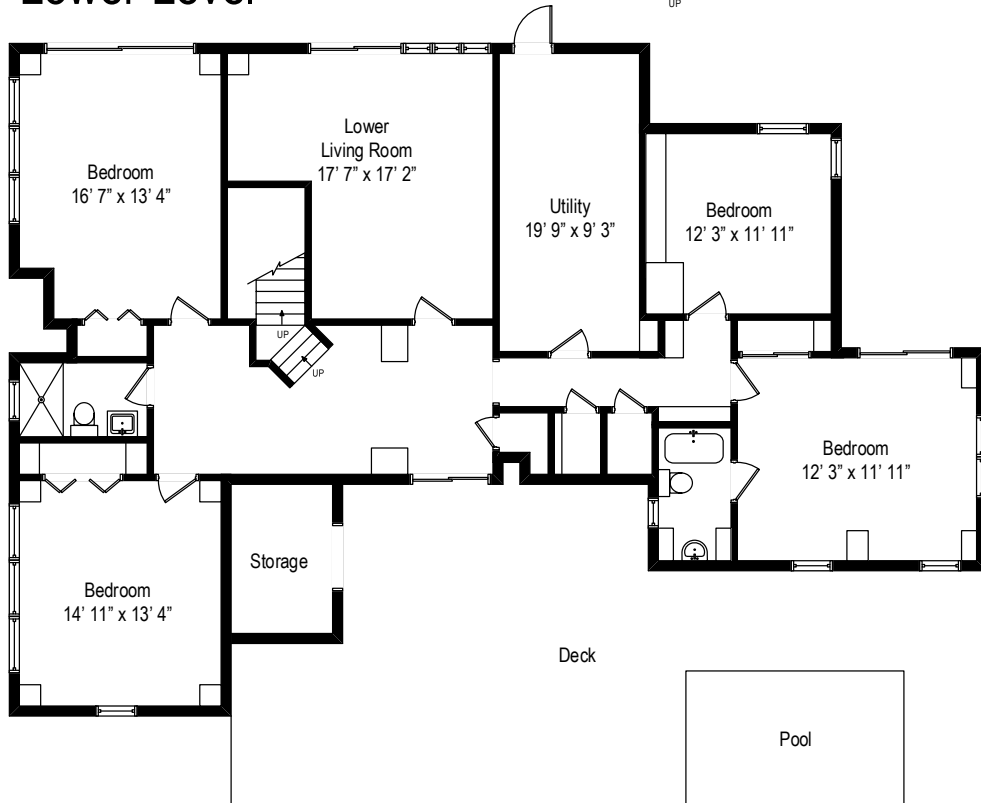 Lower Level
UP
Bedroom
16’ 7” x 13’ 4”
Lower
Living Room
17’ 7” x 17’ 2”
Utility
19’ 9” x 9’ 3”
Bedroom
12’ 3” x 11’ 11”
UP
UP
Bedroom
12’ 3” x 11’ 11”
Bedroom
14’ 11” x 13’ 4”
Storage
Deck
Pool